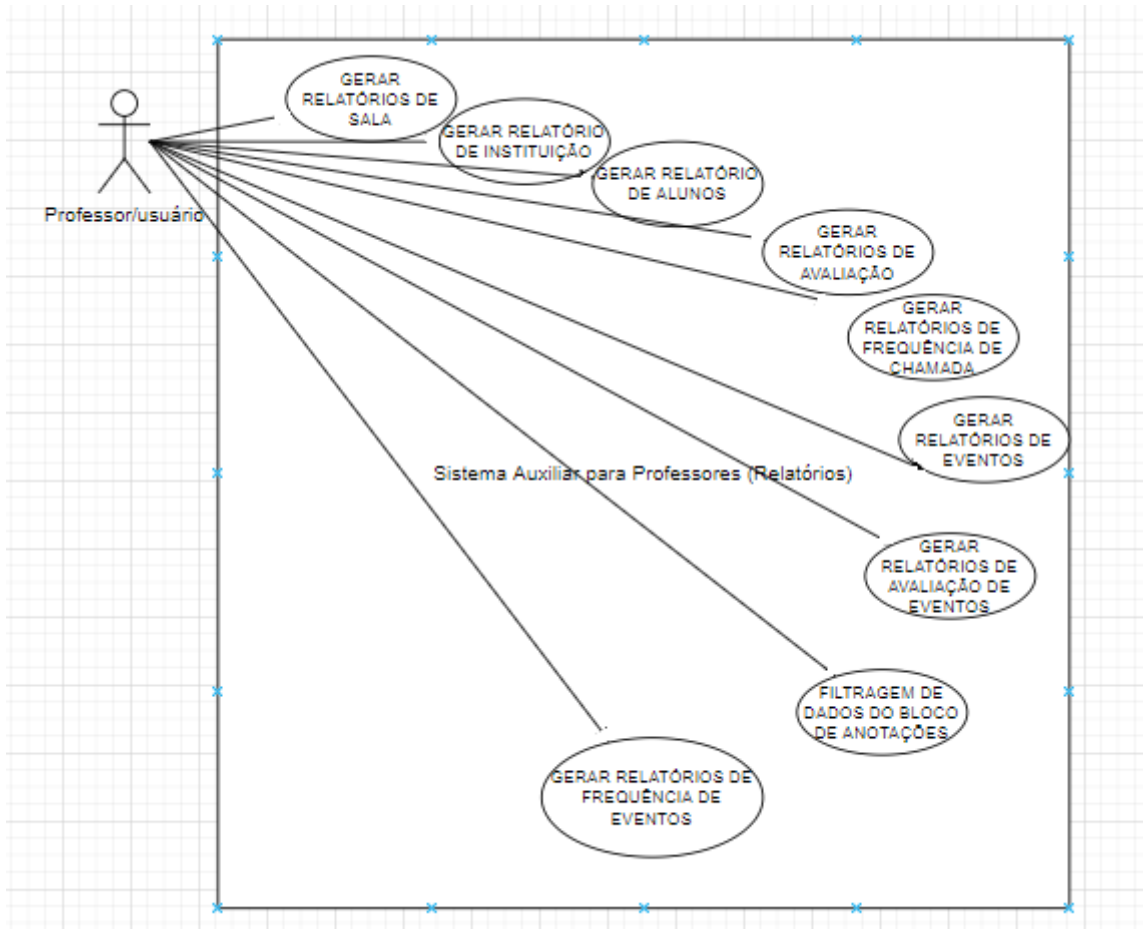 GERAR
RELATÓRIOS DE
SALA
GERAR RELATÓRIO
DE INSTITUIÇÃO
GERAR RELATÓRIO
DE ALUNOS
Professor/usuário
GERAR
RELATÓRIOS DE
AVALIAÇÃO
GERAR
RELATÓRIOS DE
FREQUÊNCIA DE
CHAMADA
GERAR
RELATÓRIOS DE
EVENTOS
Sistema Auxiliar para Professores (Relatórios)
GERAR
RELATÓRIOS DE
AVALIAÇÃO DE
EVENTOS
FILTRAGEM DE
DADOS DO BLOCO
DE ANOTAÇÕES
GERAR RELATÓRIOS DE
FREQUÊNCIA DE
EVENTOS